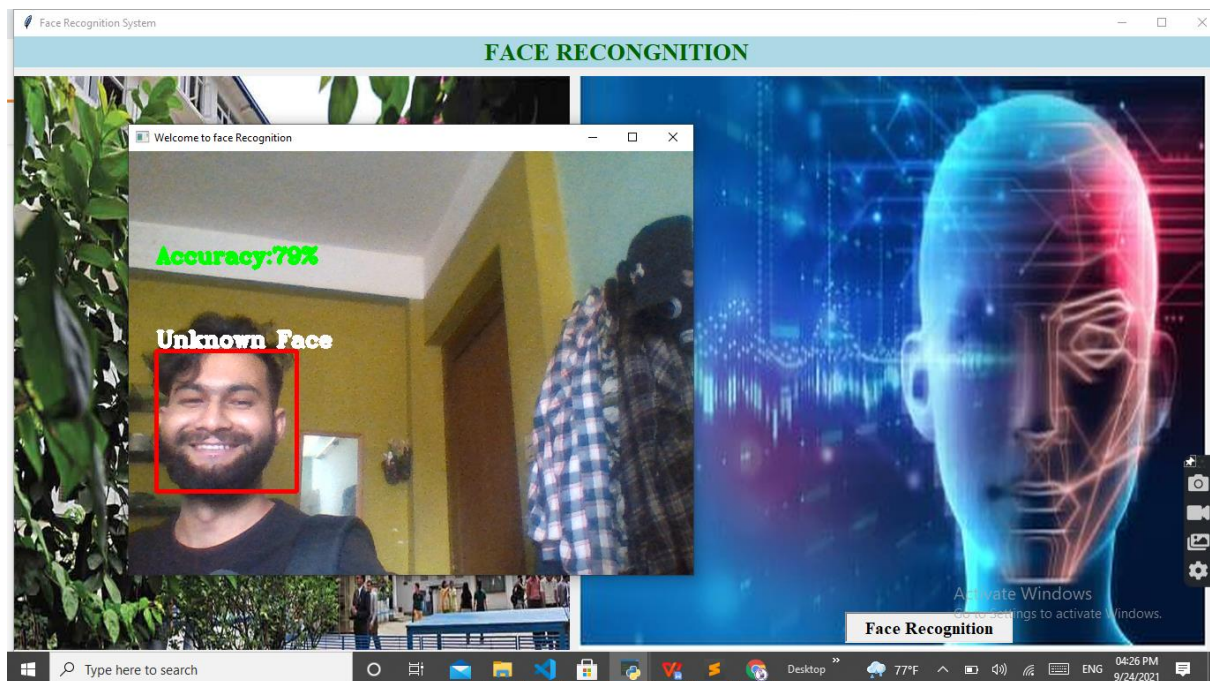 Face Recognition System
FACE RECONGNITION
Welcome to face Recognition
Accuracy:79%
Unknown Face
Activate Windows
Go to Settings to activate Windows.
Face Recognition
Type here to search
Desktop
77°F
ENG
04:26 PM
9/24/2021